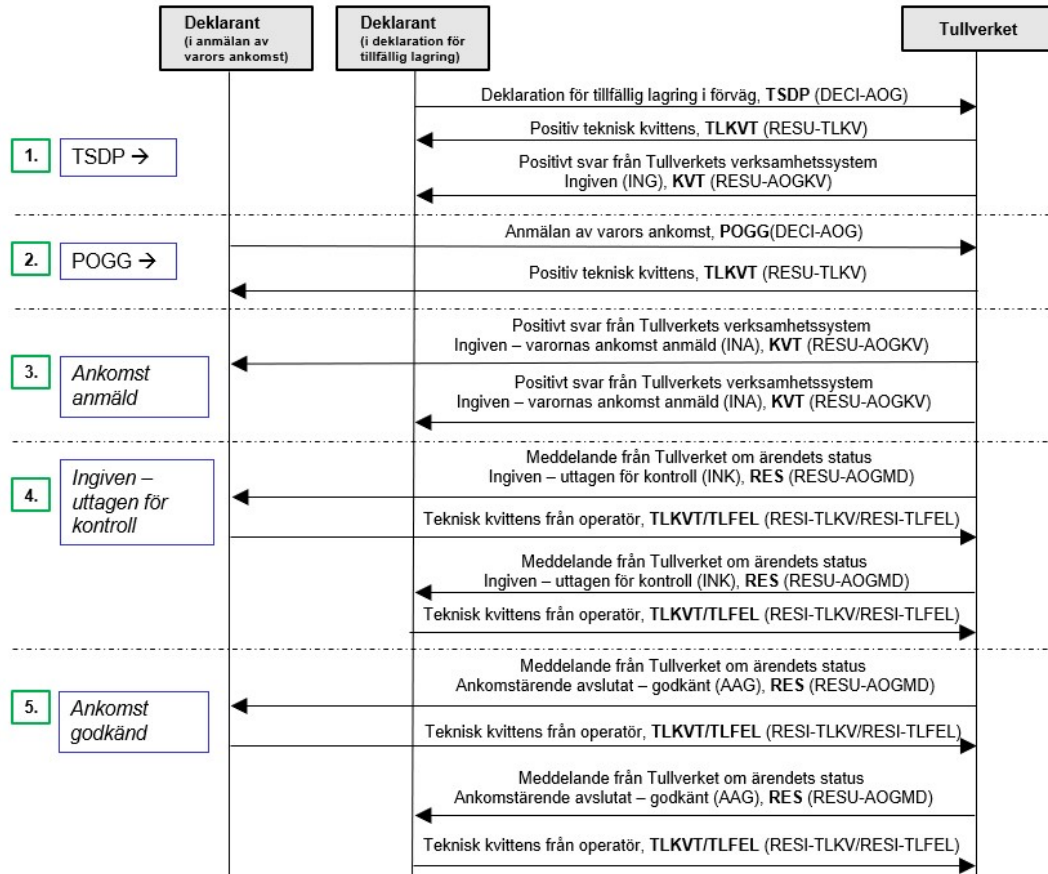 Deklarant
(i anmälan av
varors ankomst)
Deklarant
(i deklaration för
tillfällig lagring)
Tullverket
Deklaration för tillfällig lagring i förväg, TSDP (DECI-AOG)
Positiv teknisk kvittens, TLKVT (RESU-TLKV)
1.
TSDP →
Positivt svar från Tullverkets verksamhetssystem
Ingiven (ING), KVT (RESU-AOGKV)
Anmälan av varors ankomst, POGG(DECI-AOG)
2.
POGG →
Positiv teknisk kvittens, TLKVT (RESU-TLKV)
Positivt svar från Tullverkets verksamhetssystem
Ingiven – varornas ankomst anmäld (INA), KVT (RESU-AOGKV)
3.
Ankomst
anmäld
Positivt svar från Tullverkets verksamhetssystem
Ingiven – varornas ankomst anmäld (INA), KVT (RESU-AOGKV)
4.
Ingiven –
uttagen för
kontroll
Meddelande från Tullverket om ärendets status
Ingiven – uttagen för kontroll (INK), RES (RESU-AOGMD)
Teknisk kvittens från operatör, TLKVT/TLFEL (RESI-TLKV/RESI-TLFEL)
Meddelande från Tullverket om ärendets status
Ingiven – uttagen för kontroll (INK), RES (RESU-AOGMD)
Teknisk kvittens från operatör, TLKVT/TLFEL (RESI-TLKV/RESI-TLFEL)
Meddelande från Tullverket om ärendets status
Ankomstärende avslutat – godkänt (AAG), RES (RESU-AOGMD)
5.
Ankomst
godkänd
Teknisk kvittens från operatör, TLKVT/TLFEL (RESI-TLKV/RESI-TLFEL)
Meddelande från Tullverket om ärendets status
Ankomstärende avslutat – godkänt (AAG), RES (RESU-AOGMD)
Teknisk kvittens från operatör, TLKVT/TLFEL (RESI-TLKV/RESI-TLFEL)